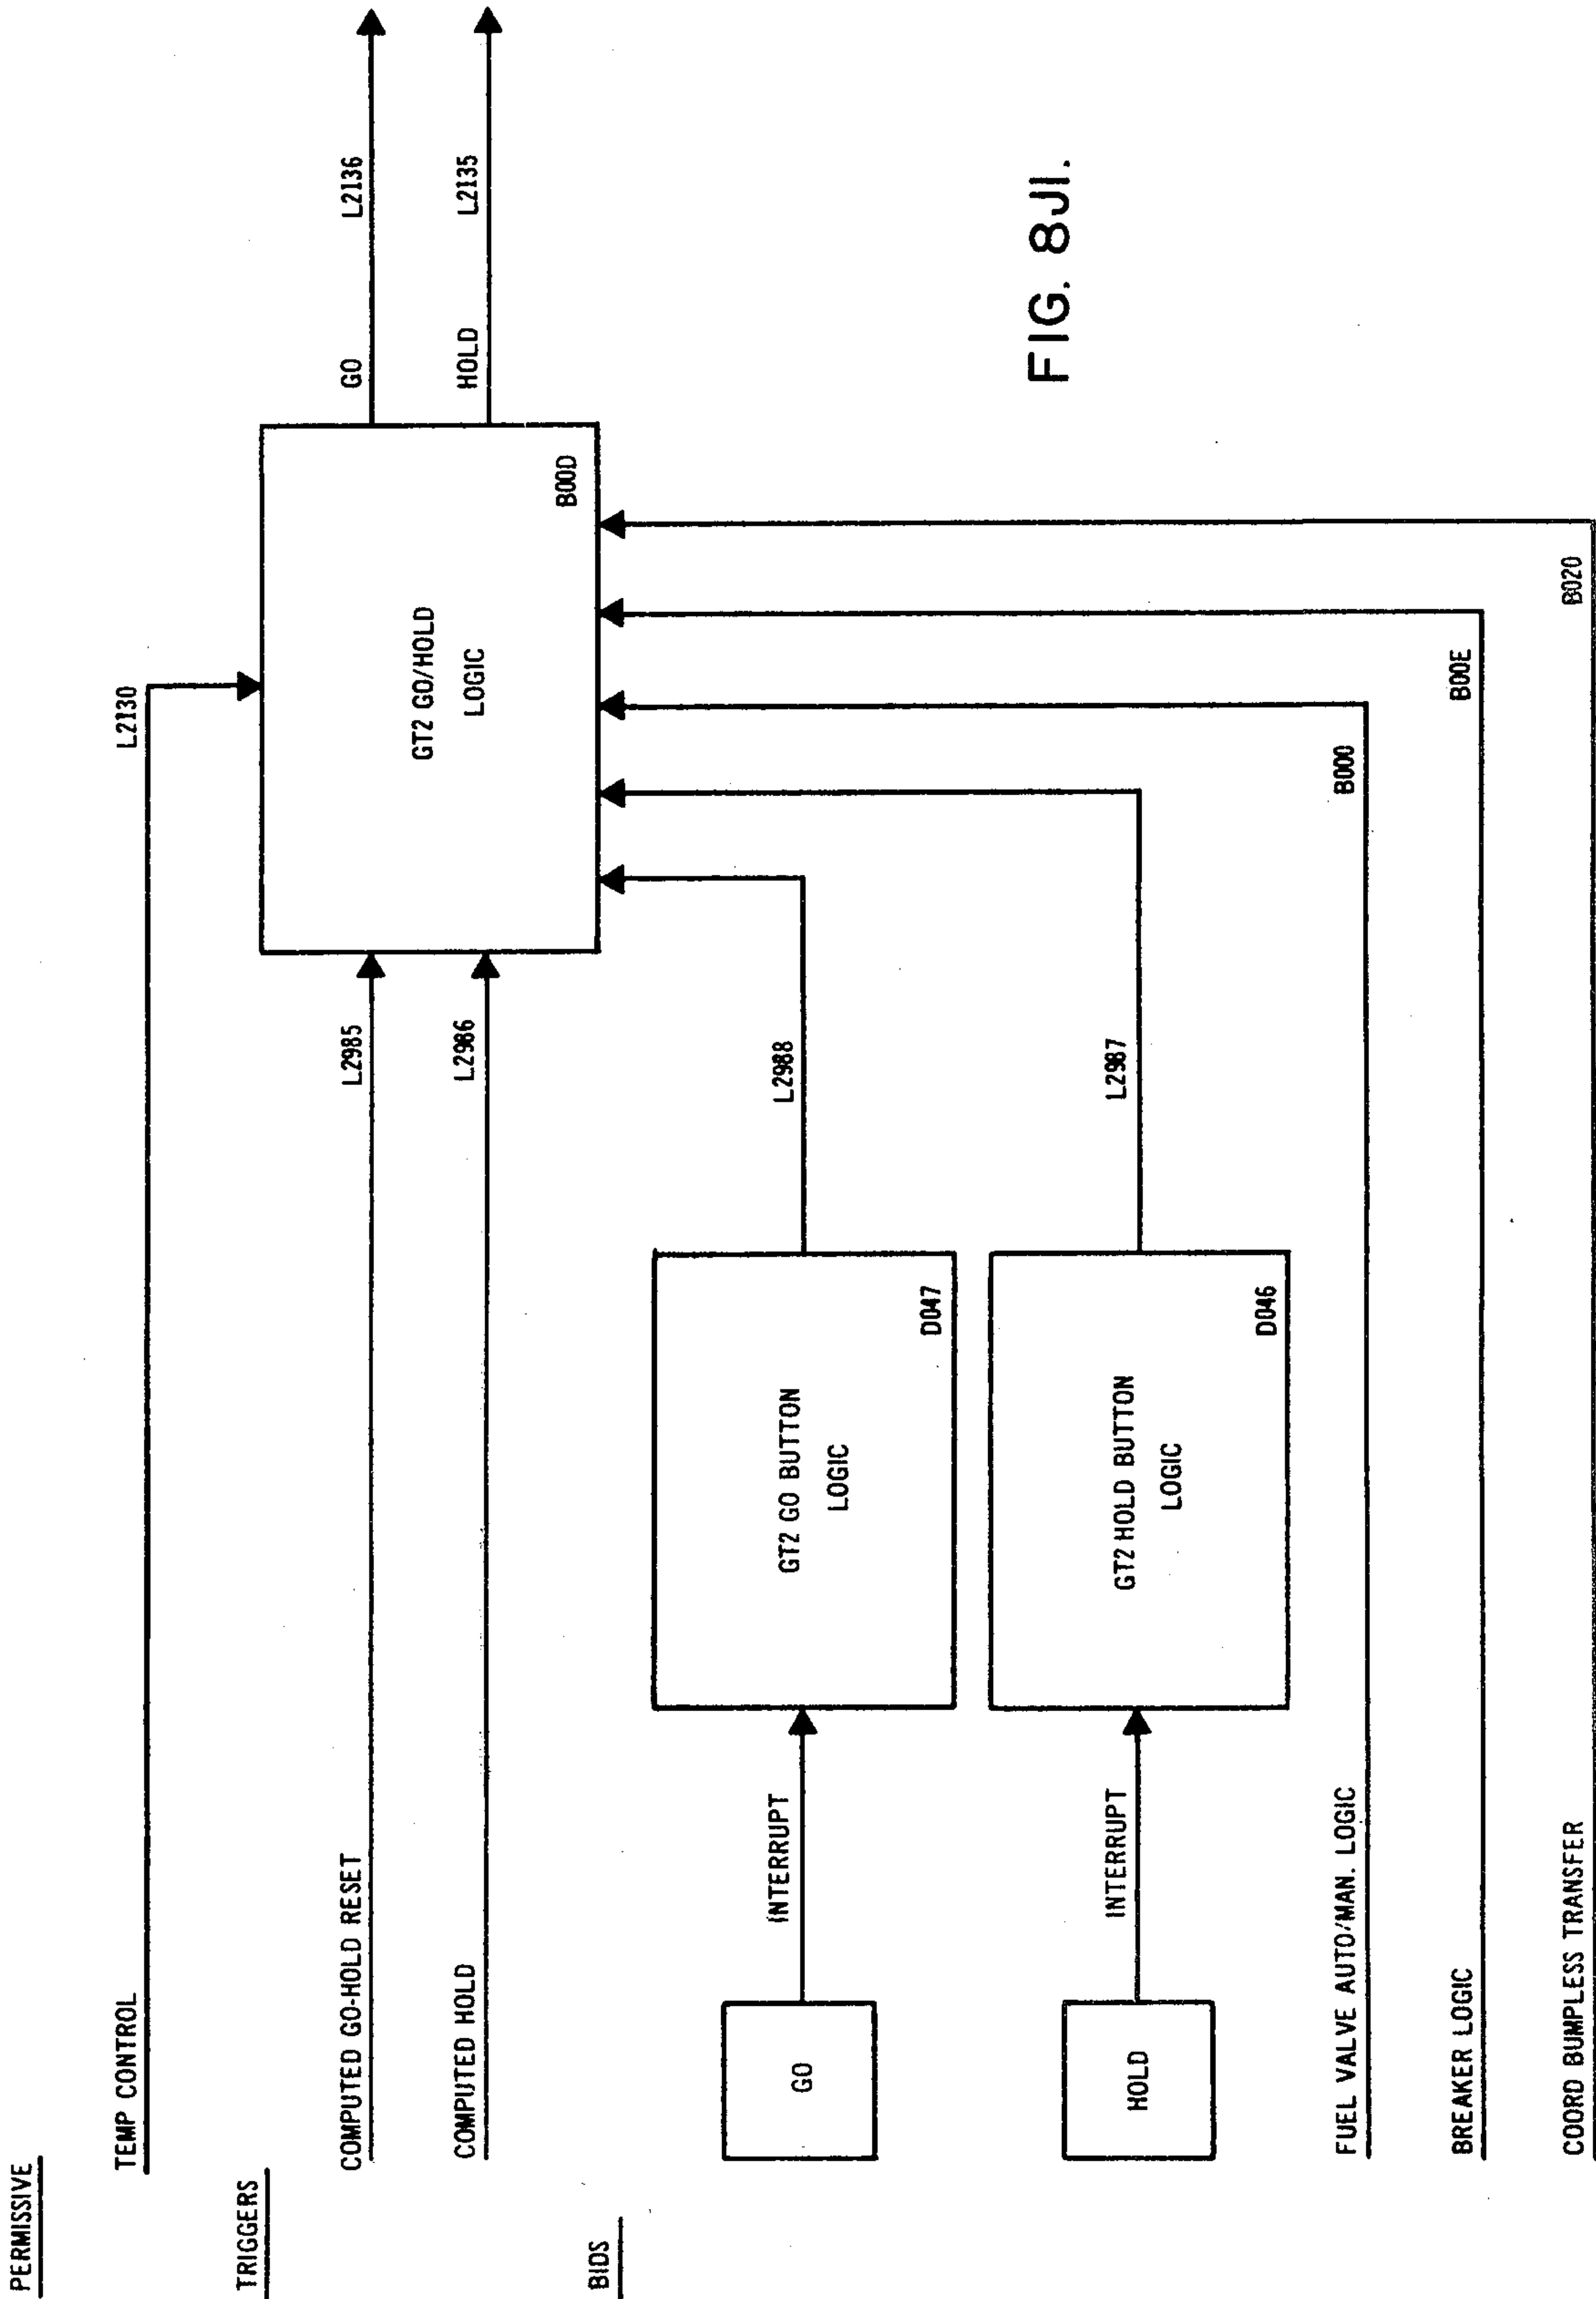 PERMISSIVE
TEMP CONTROL
L2130
TRIGGERS
COMPUTED GO-HOLD RESET
L2985
COMPUTED HOLD
L2986
GT2 GO/HOLD
LOGIC
B00D
GO
L2136
HOLD
L2135
BIDS
GO
INTERRUPT
GT2 GO BUTTON
LOGIC
D047
L2988
HOLD
INTERRUPT
GT2 HOLD BUTTON
LOGIC
D046
L2987
FUEL VALVE AUTO/MAN. LOGIC
B000
BREAKER LOGIC
B00E
COORD BUMPLESS TRANSFER
B020
FIG. 8J1.